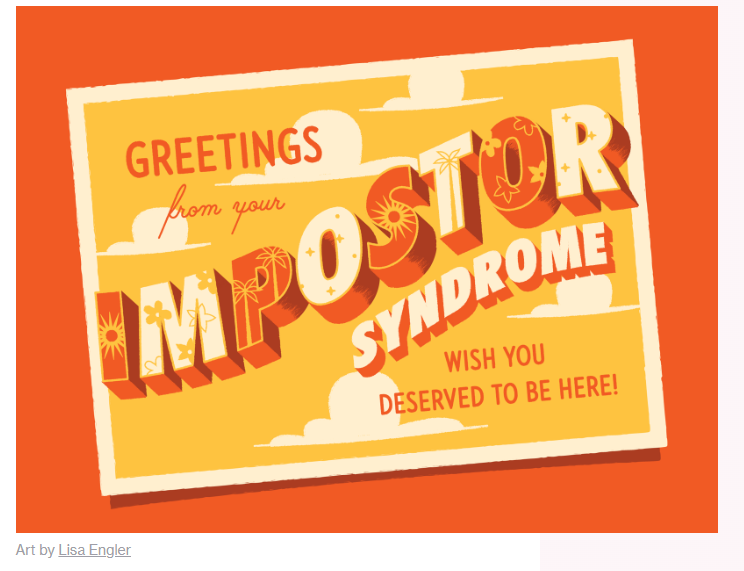 GREETINGS
from your
IMPOSTOR
SYNDROME
WISH YOU
DESERVED TO BE HERE!
Art by Lisa Engler